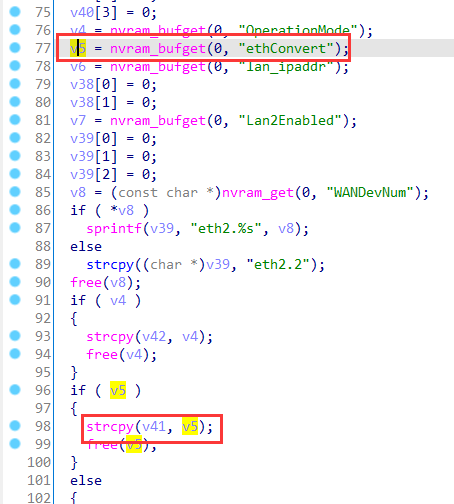 75 v40[3] = 0;
76 v4 = nvram_bufget(0, "OperationMode");
77 v5 = nvram_bufget(0, "ethConvert");
78 v6 = nvram_bufget(0, "lan_ipaddr");
79 v38[0] = 0;
80 v38[1] = 0;
81 v7 = nvram_bufget(0, "Lan2Enabled");
82 v39[0] = 0;
83 v39[1] = 0;
84 v39[2] = 0;
85 v8 = (const char *)nvram_get(0, "WANDevNum");
86 if ( *v8 )
87 sprintf(v39, "eth2.%s", v8);
88 else
89 strcpy((char *)v39, "eth2.2");
90 free(v8);
91 if ( v4 )
92 {
93 strcpy(v42, v4);
94 free(v4);
95 }
96 if ( v5 )
97 {
98 strcpy(v41, v5);
99 free(v5);
100 }
101 else
102 {